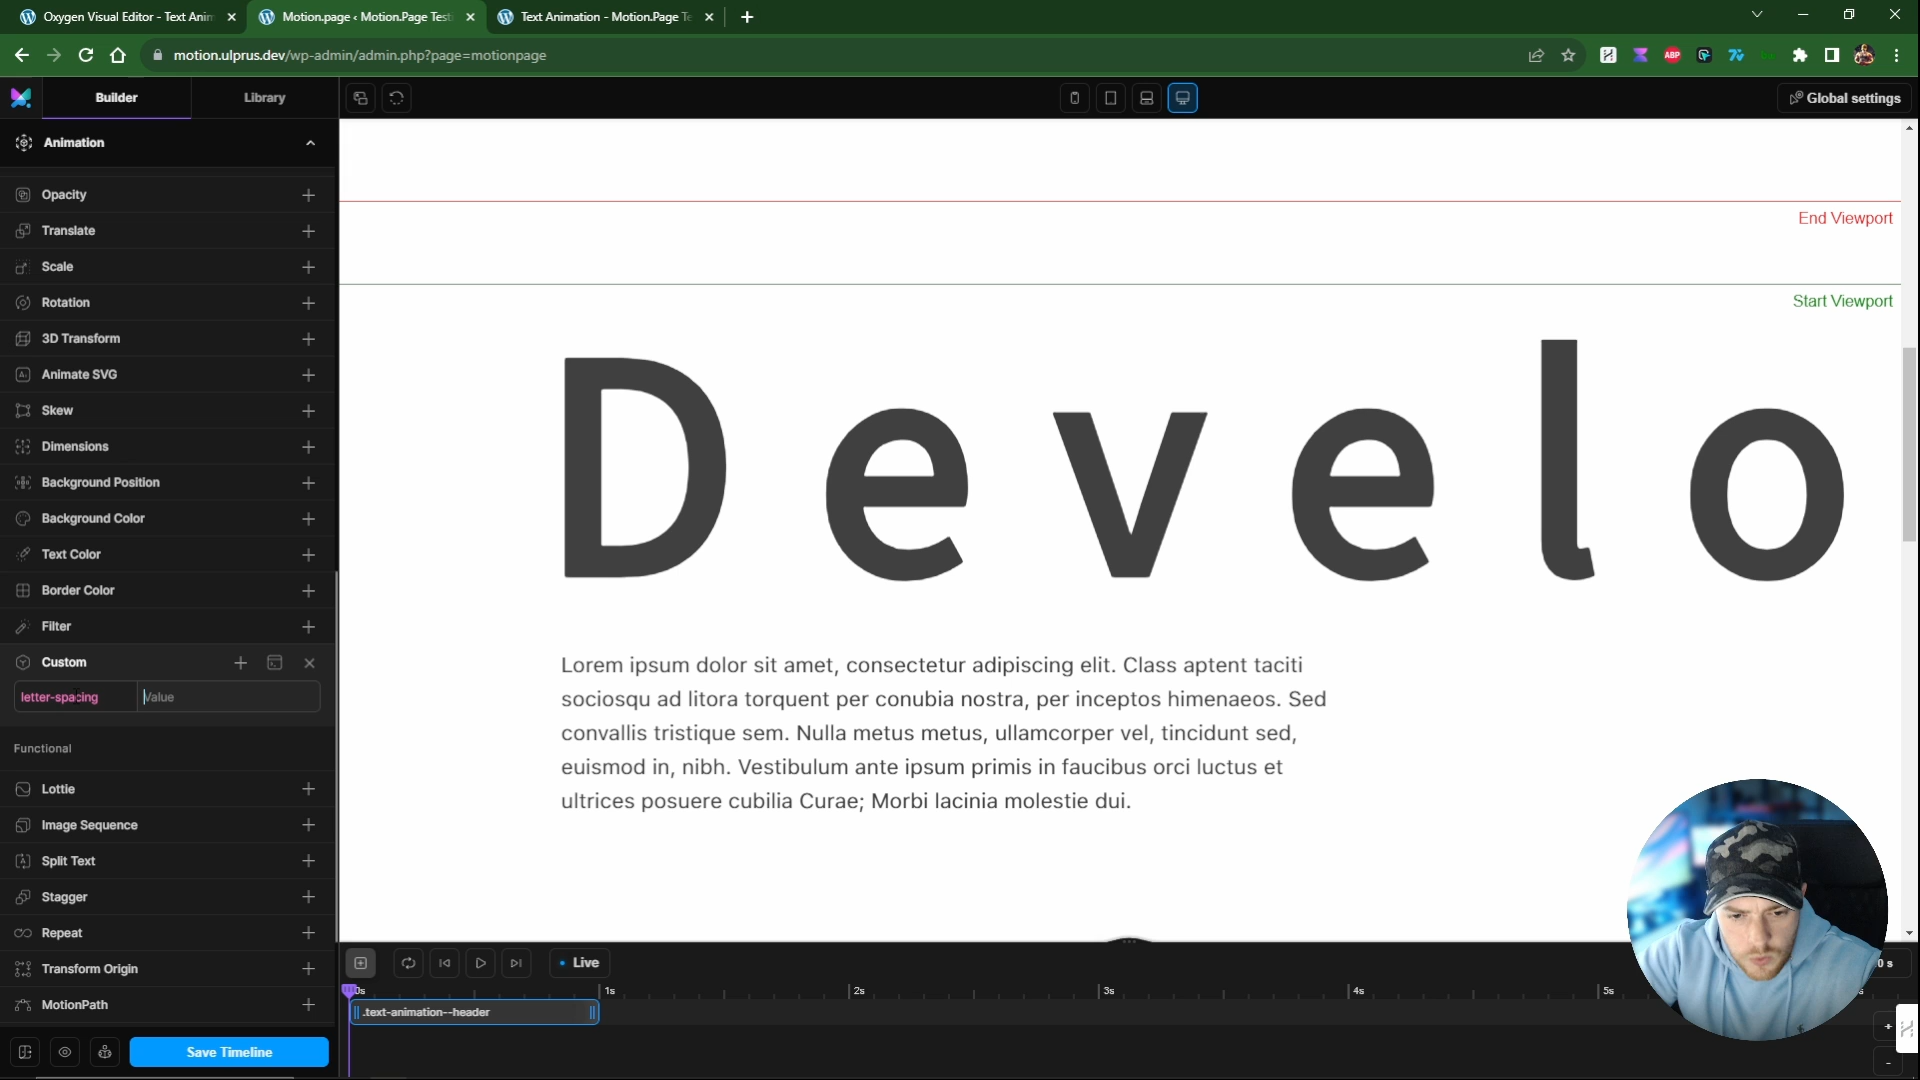 Oxygen Visual Editor - Text Anim
Motion.page ‹ Motion.Page Testi
Text Animation - Motion.Page Te
motion.ulprus.dev/wp-admin/admin.php?page=motionpage
ABP
Builder
Library
Global settings
Animation
Opacity
Translate
Scale
Rotation
3D Transform
Animate SVG
Skew
Dimensions
Background Position
Background Color
Text Color
Border Color
Filter
Custom
letter-spacing
Value
Functional
Lottie
Image Sequence
Split Text
Stagger
Repeat
Transform Origin
MotionPath
Save Timeline
End Viewport
Start Viewport
Develo
Lorem ipsum dolor sit amet, consectetur adipiscing elit. Class aptent taciti
sociosqu ad litora torquent per conubia nostra, per inceptos himenaeos. Sed
convallis tristique sem. Nulla metus metus, ullamcorper vel, tincidunt sed,
euismod in, nibh. Vestibulum ante ipsum primis in faucibus orci luctus et
ultrices posuere cubilia Curae; Morbi lacinia molestie dui.
Live
0 s
0s
1s
2s
3s
4s
5s
.text-animation--header